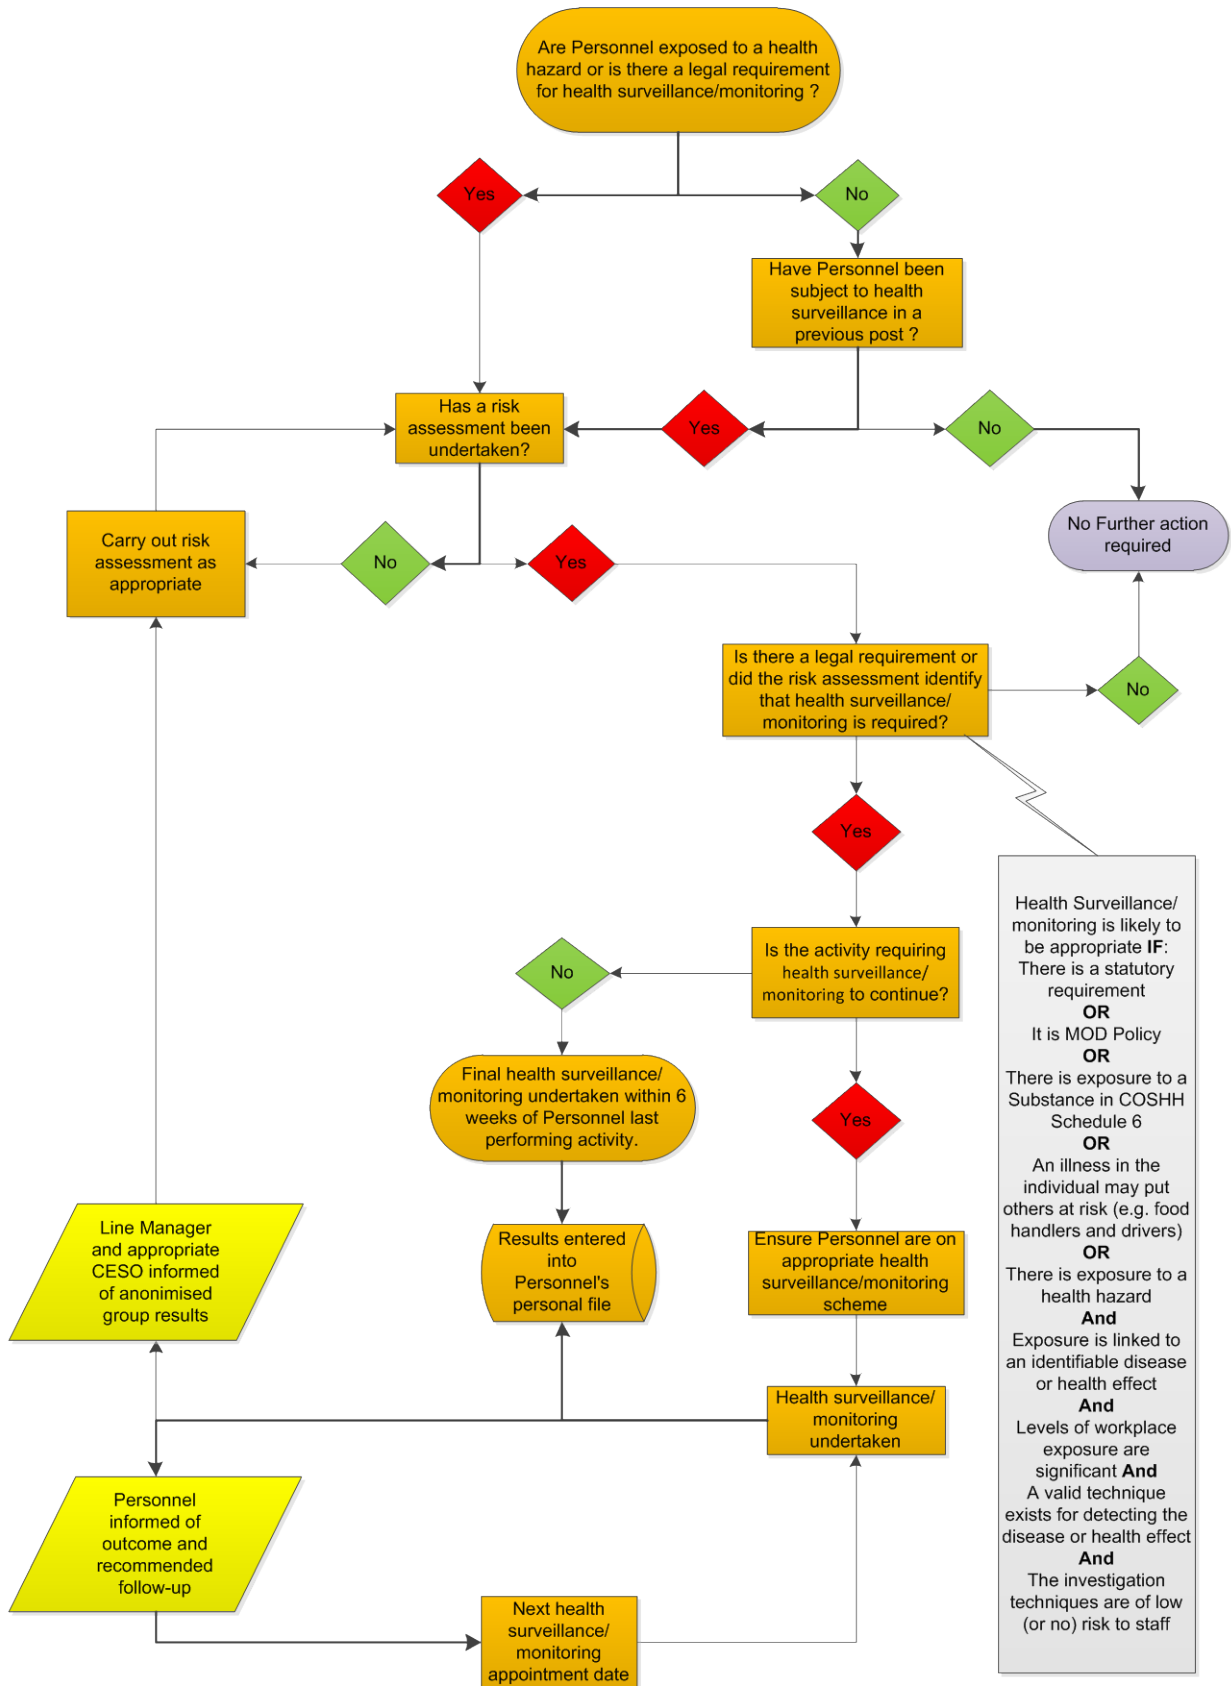 Are Personnel exposed to a health
hazard or is there a legal requirement
for health surveillance/monitoring ?
Yes
No
Have Personnel been
subject to health
surveillance in a
previous post ?
Has a risk
assessment been
undertaken?
Yes
No
Carry out risk
assessment as
appropriate
No
Yes
No Further action
required
Is there a legal requirement or
did the risk assessment identify
that health surveillance/
monitoring is required?
No
Yes
Health Surveillance/
monitoring is likely to
be appropriate IF:
There is a statutory
requirement
OR
It is MOD Policy
OR
There is exposure to a
Substance in COSHH
Schedule 6
OR
An illness in the
individual may put
others at risk (e.g. food
handlers and drivers)
OR
There is exposure to a
health hazard
And
Exposure is linked to
an identifiable disease
or health effect
And
Levels of workplace
exposure are
significant And
A valid technique
exists for detecting the
disease or health effect
And
The investigation
techniques are of low
(or no) risk to staff
Is the activity requiring
health surveillance/
monitoring to continue?
No
Yes
Final health surveillance/
monitoring undertaken within 6
weeks of Personnel last
performing activity.
Line Manager
and appropriate
CESO informed
of anonimised
group results
Results entered
into
Personnel's
personal file
Ensure Personnel are on
appropriate health
surveillance/monitoring
scheme
Health surveillance/
monitoring
undertaken
Personnel
informed of
outcome and
recommended
follow-up
Next health
surveillance/
monitoring
appointment date